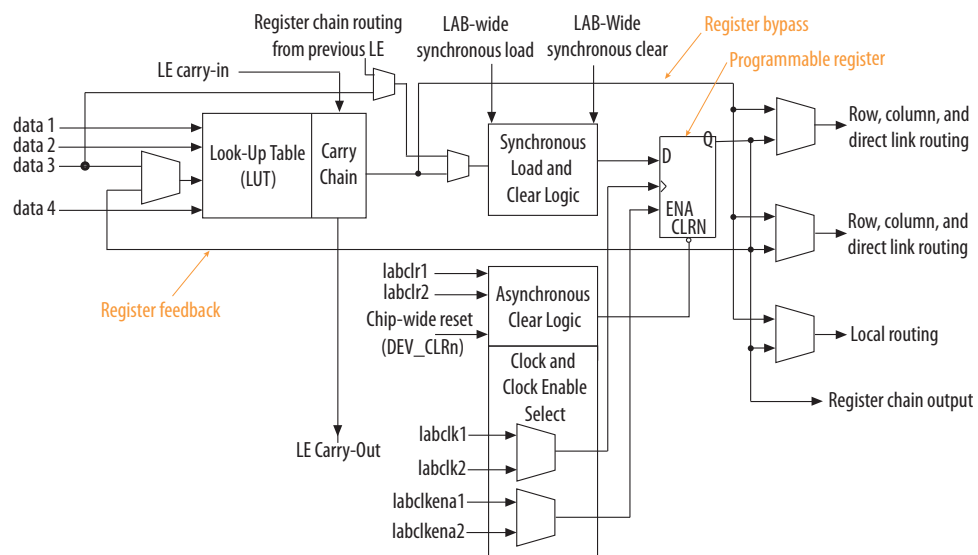 Register chain routing
from previous LE
LAB-wide
synchronous load
LAB-Wide
synchronous clear
Register bypass
Programmable register
LE carry-in
data 1
data 2
data 3
data 4
Look-Up Table
(LUT)
Carry
Chain
Synchronous
Load and
Clear Logic
D
Q
ENA
CLRN
Row, column, and
direct link routing
Row, column, and
direct link routing
Local routing
Register chain output
Register feedback
labclr1
labclr2
Chip-wide reset
(DEV_CLRn)
Asynchronous
Clear Logic
Clock and
Clock Enable
Select
LE Carry-Out
labclk1
labclk2
labclkena1
labclkena2